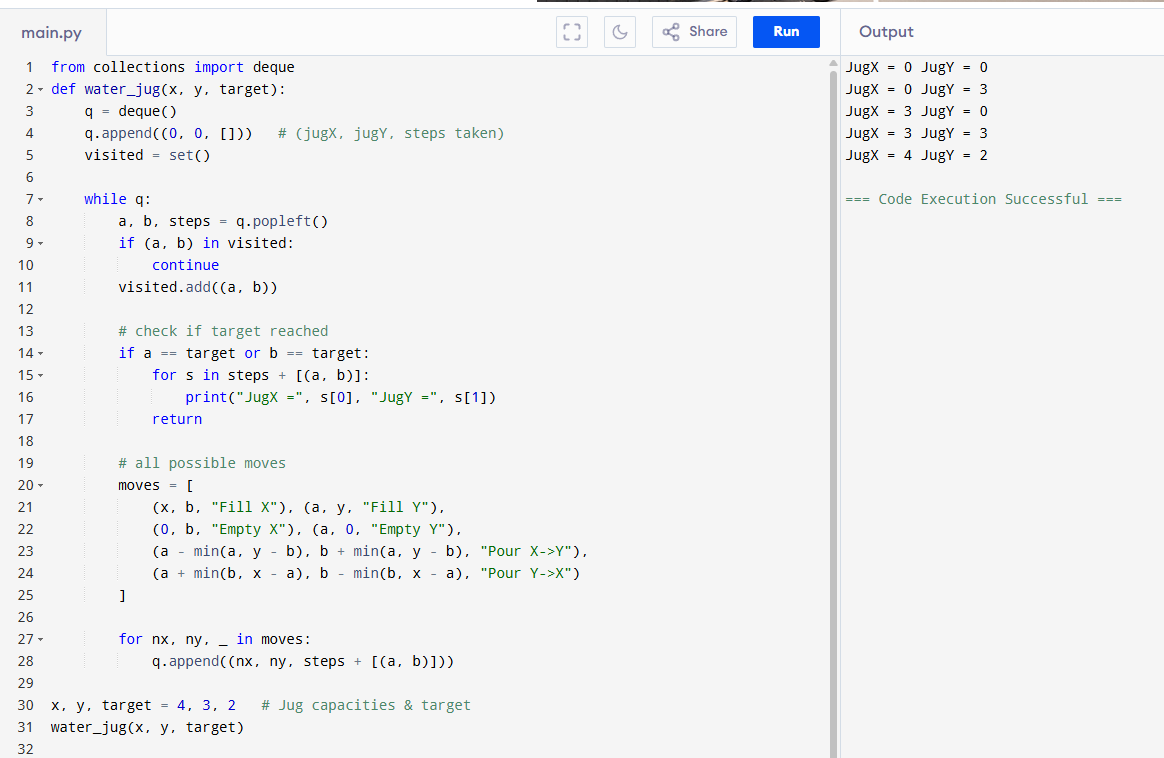 main.py
Share
Run
Output
1 from collections import deque
2 def water_jug(x, y, target):
3     q = deque()
4     q.append((0, 0, []))   # (jugX, jugY, steps taken)
5     visited = set()
6
7     while q:
8         a, b, steps = q.popleft()
9         if (a, b) in visited:
10             continue
11         visited.add((a, b))
12
13         # check if target reached
14         if a == target or b == target:
15             for s in steps + [(a, b)]:
16                 print("JugX =", s[0], "JugY =", s[1])
17             return
18
19         # all possible moves
20         moves = [
21             (x, b, "Fill X"), (a, y, "Fill Y"),
22             (0, b, "Empty X"), (a, 0, "Empty Y"),
23             (a - min(a, y - b), b + min(a, y - b), "Pour X->Y"),
24             (a + min(b, x - a), b - min(b, x - a), "Pour Y->X")
25         ]
26
27         for nx, ny, _ in moves:
28             q.append((nx, ny, steps + [(a, b)]))
29
30 x, y, target = 4, 3, 2   # Jug capacities & target
31 water_jug(x, y, target)
32
JugX = 0 JugY = 0
JugX = 0 JugY = 3
JugX = 3 JugY = 0
JugX = 3 JugY = 3
JugX = 4 JugY = 2
=== Code Execution Successful ===